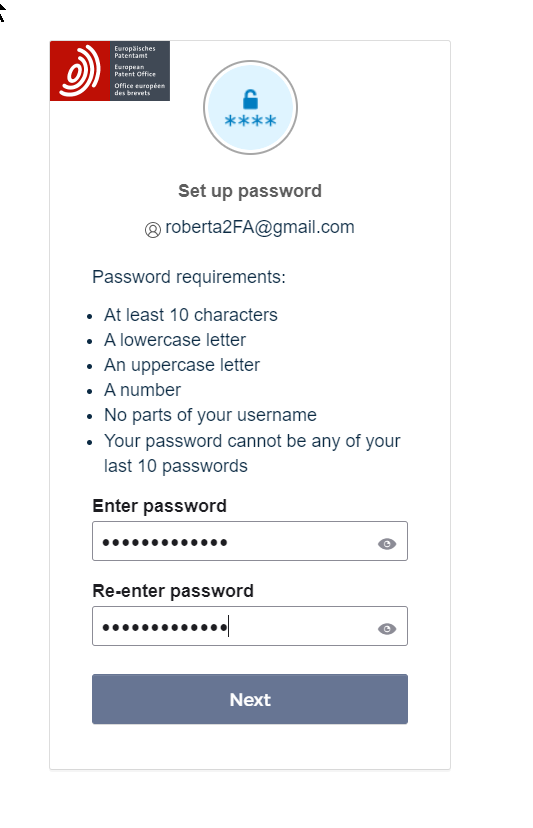 Europäisches
Patentamt
European
Patent Office
Office européen
des brevets
****
Set up password
roberta2FA@gmail.com
Password requirements:
• At least 10 characters
• A lowercase letter
• An uppercase letter
• A number
• No parts of your username
• Your password cannot be any of your
last 10 passwords
Enter password
•••••••••••••
Re-enter password
•••••••••••••
Next